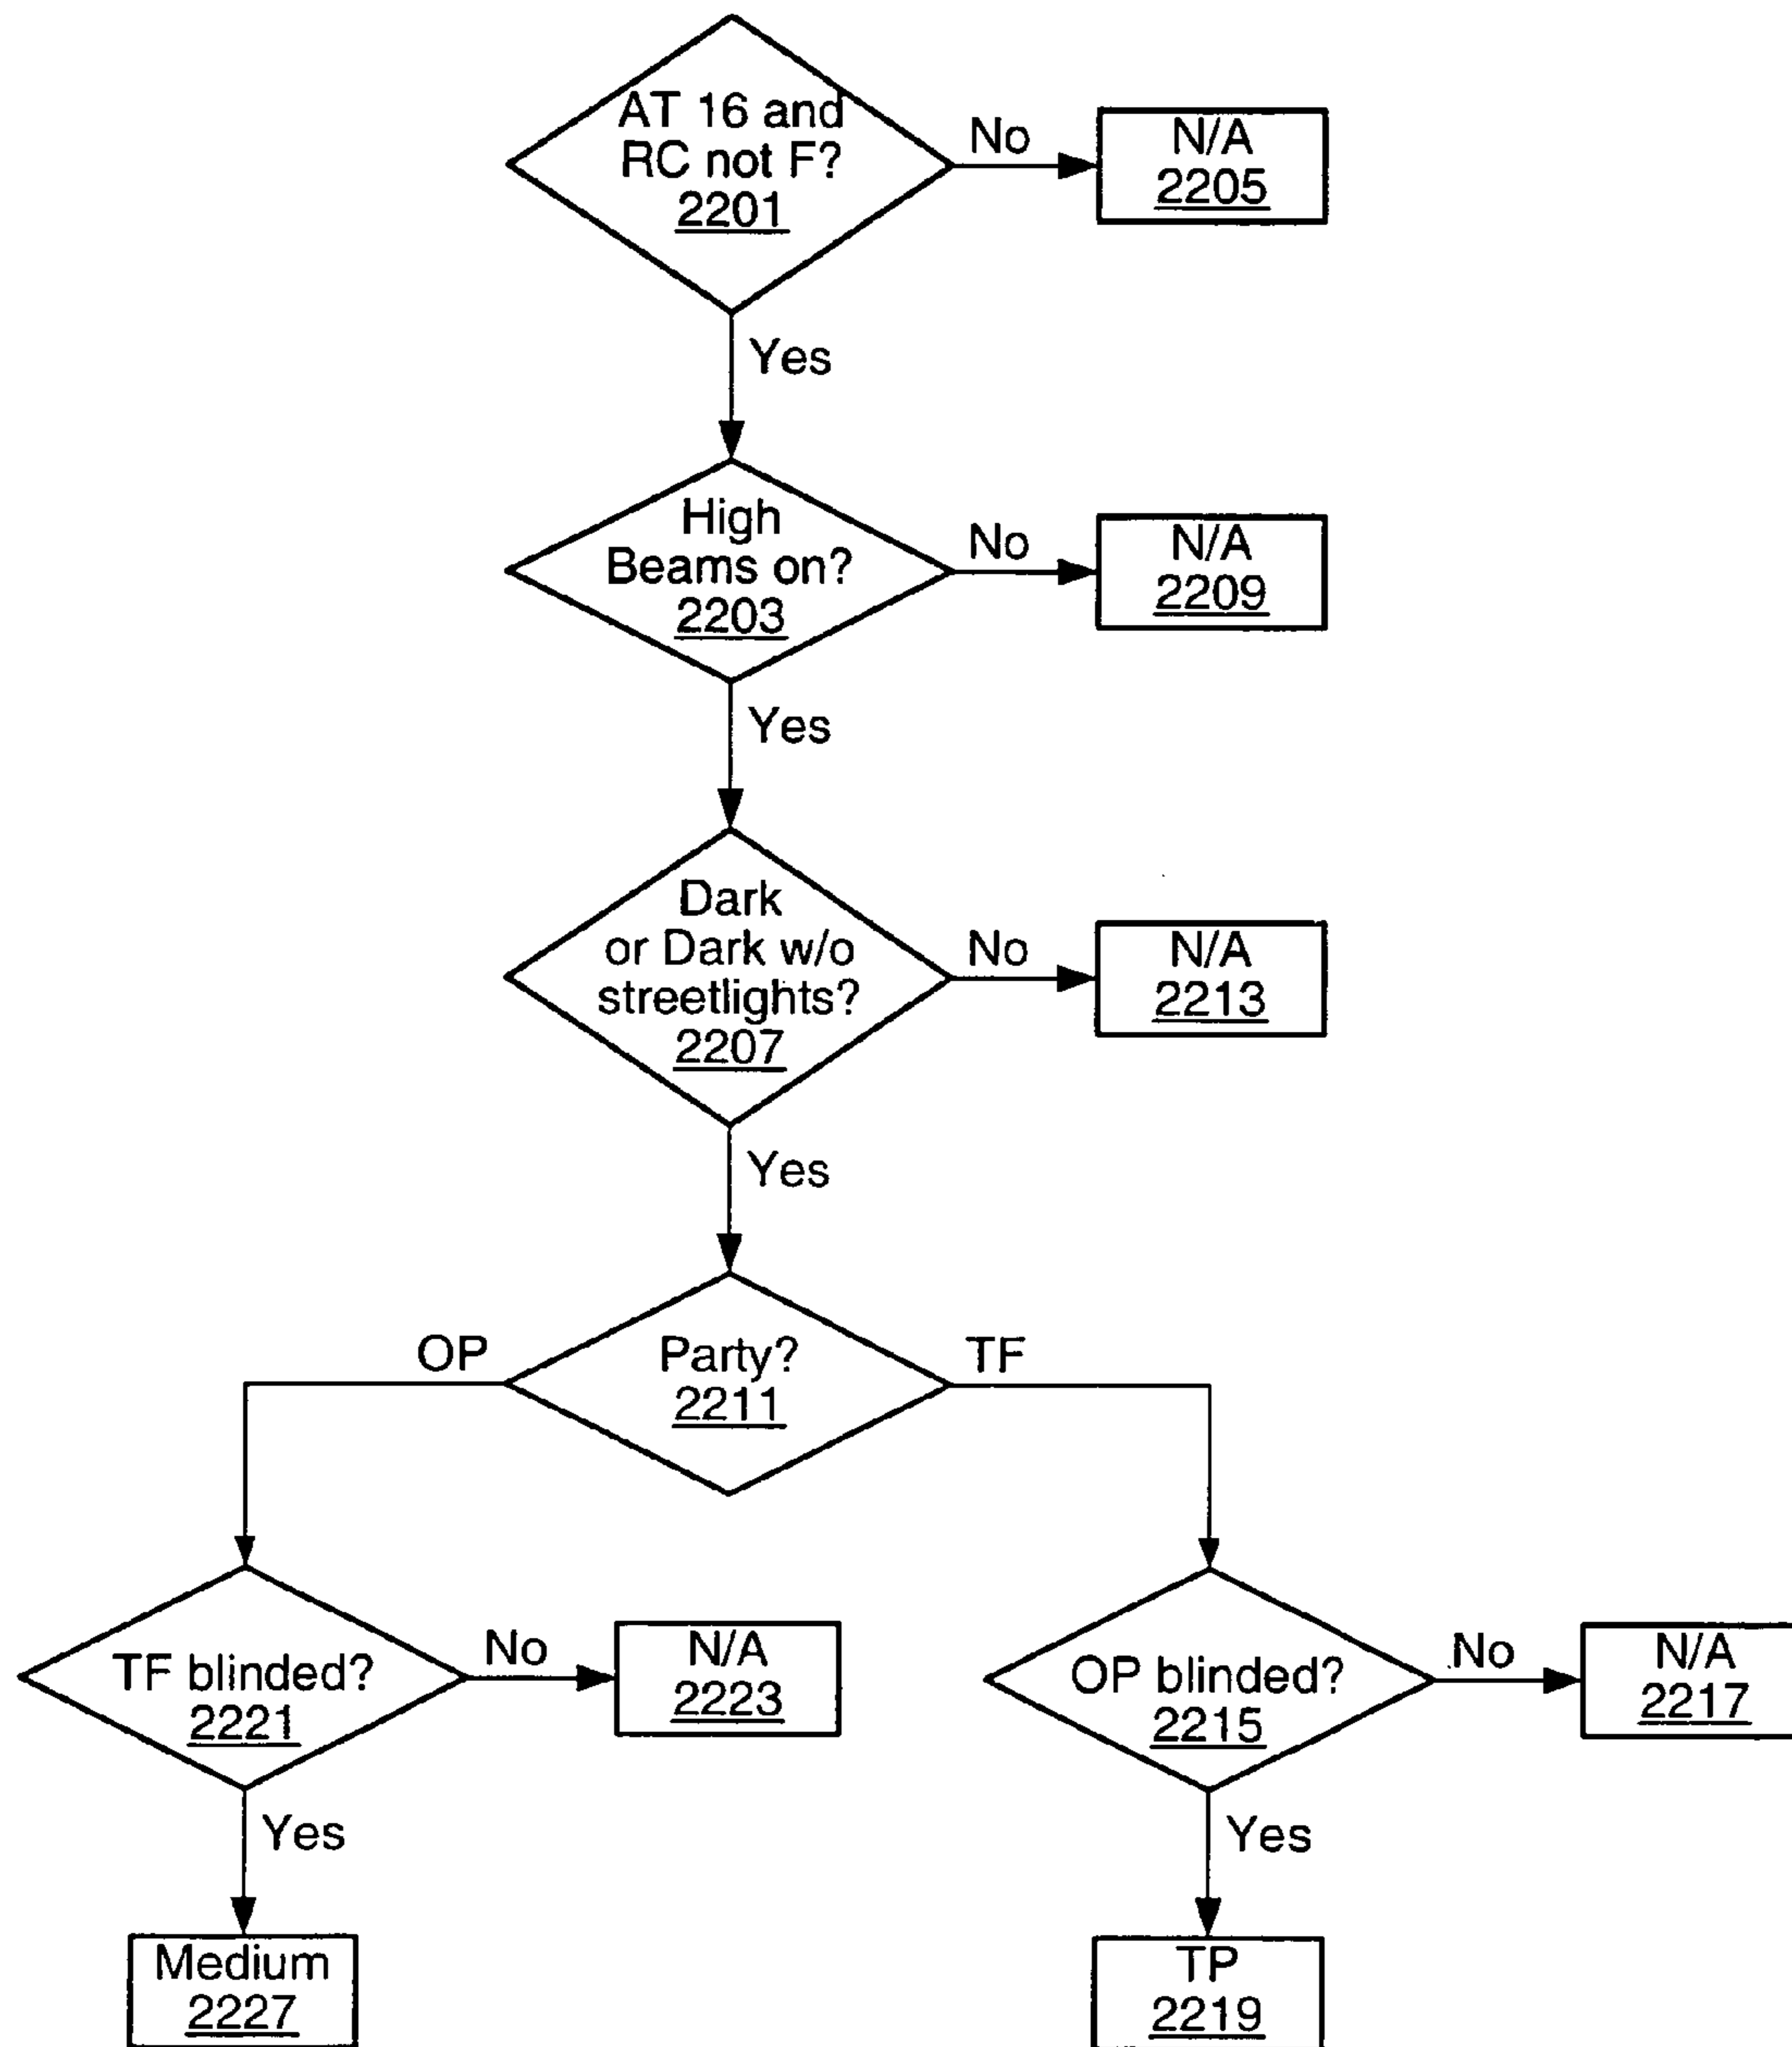 AT 16 and
RC not F?
2201
No
N/A
2205
Yes
High
Beams on?
2203
No
N/A
2209
Yes
Dark
or Dark w/o
streetlights?
2207
No
N/A
2213
Yes
OP
Party?
2211
TF
TF blinded?
2221
No
N/A
2223
OP blinded?
2215
No
N/A
2217
Yes
Yes
Medium
2227
TP
2219